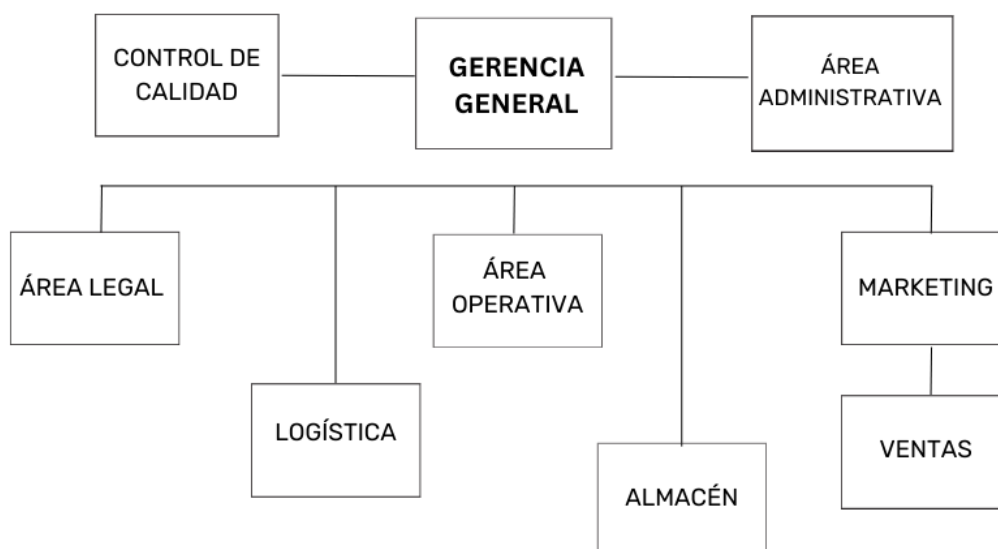 CONTROL DE
CALIDAD
GERENCIA
GENERAL
ÁREA
ADMINISTRATIVA
ÁREA LEGAL
ÁREA
OPERATIVA
MARKETING
LOGÍSTICA
VENTAS
ALMACÉN